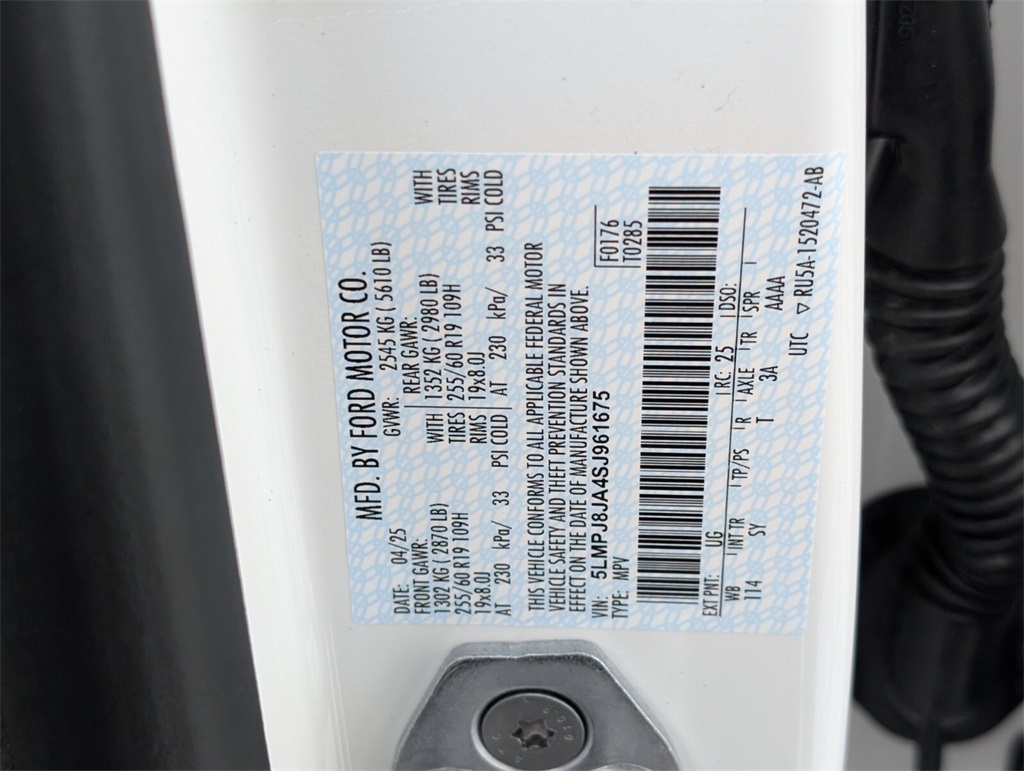 MFD. BY FORD MOTOR CO.
DATE: 04/25 GVWR: 2545 KG ( 5610 LB)
FRONT GAWR: REAR GAWR:
1302 KG ( 2870 LB) WITH 1352 KG ( 2980 LB) WITH
255/60 R19 109H TIRES 255/60 R19 109H TIRES
19x8.0J RIMS 19x8.0J RIMS
AT 230 kPa/ 33 PSI COLD AT 230 kPa/ 33 PSI COLD
THIS VEHICLE CONFORMS TO ALL APPLICABLE FEDERAL MOTOR
VEHICLE SAFETY AND THEFT PREVENTION STANDARDS IN
EFFECT ON THE DATE OF MANUFACTURE SHOWN ABOVE.
VIN: 5LMPJ8JA4SJ961675
TYPE: MPV
F0176
T0285
EXT PNT: UG RC: 25 DSO:
WB INT TR TP/PS R AXLE TR SPR
114 SY T 3A AAAA
UTC ▽ RU5A-1520472-AB